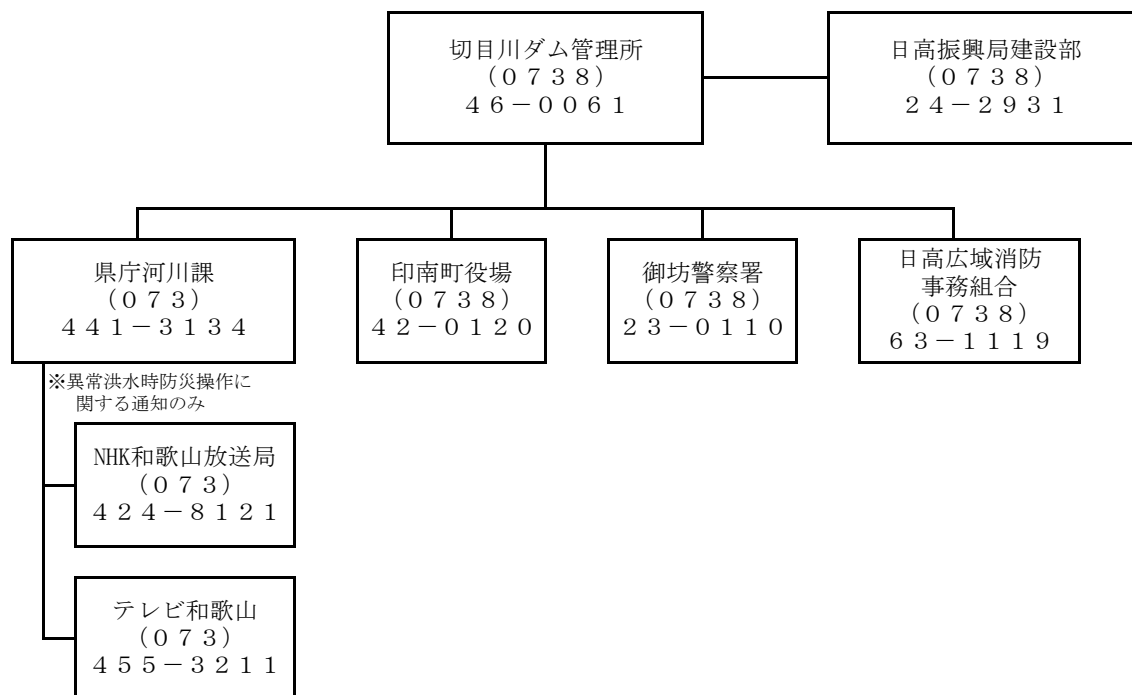 切目川ダム管理所
(０７３８)
４６－００６１
日高振興局建設部
(０７３８)
２４－２９３１
県庁河川課
(０７３)
４４１－３１３４
印南町役場
(０７３８)
４２－０１２０
御坊警察署
(０７３８)
２３－０１１０
日高広域消防
事務組合
(０７３８)
６３－１１１９
※異常洪水時防災操作に
関する通知のみ
NHK和歌山放送局
(０７３)
４２４－８１２１
テレビ和歌山
(０７３)
４５５－３２１１